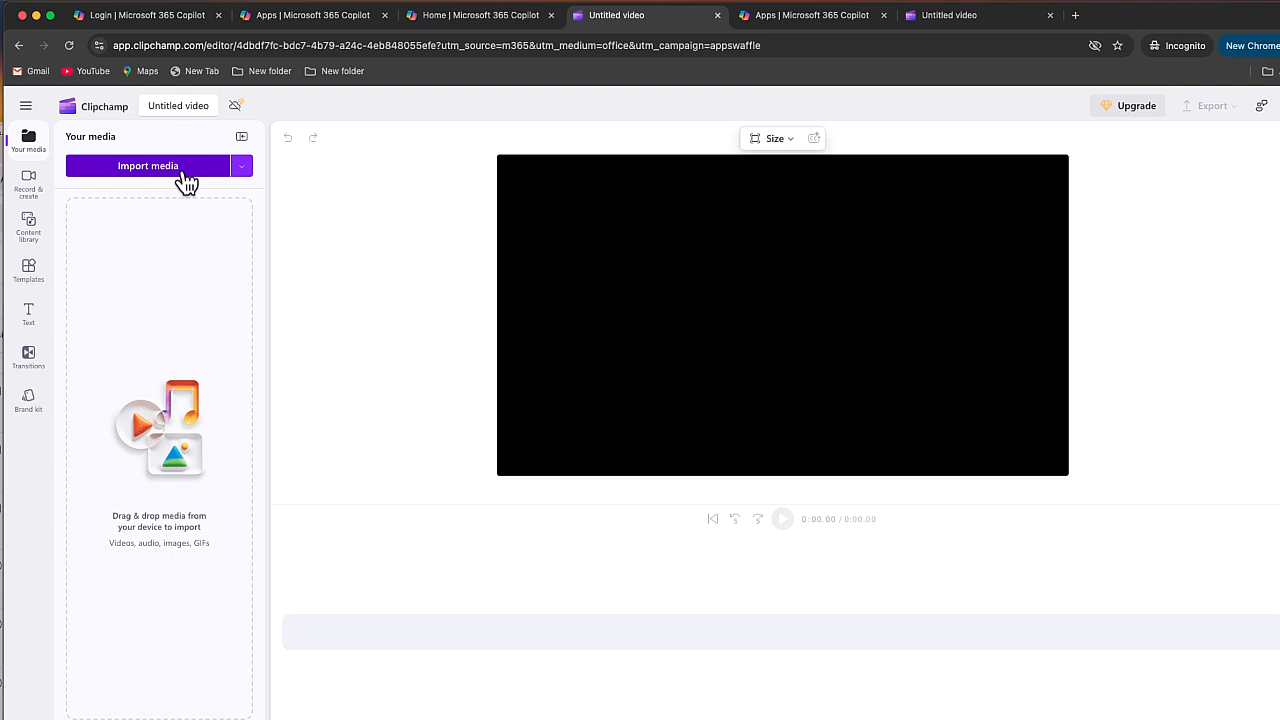 Login | Microsoft 365 Copilot
Apps | Microsoft 365 Copilot
Home | Microsoft 365 Copilot
Untitled video
Apps | Microsoft 365 Copilot
Untitled video
app.clipchamp.com/editor/4dbdf7fc-bdc7-4b79-a24c-4eb848055efe?utm_source=m365&utm_medium=office&utm_campaign=appswaffle
Incognito
New Chrome
Gmail
YouTube
Maps
New Tab
New folder
New folder
Clipchamp
Untitled video
Upgrade
Export
Your media
Your media
Import media
Size
Record &
create
Content
library
Templates
Text
Transitions
Brand kit
Drag & drop media from
your device to import
Videos, audio, images, GIFs
5
5
0:00.00 / 0:00.00